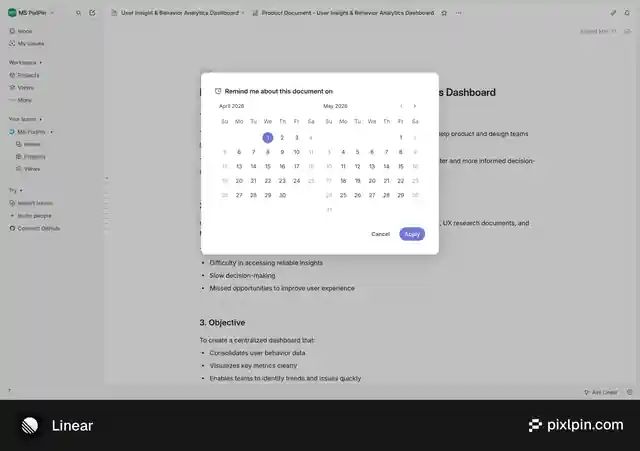 MS PixlPin
User Insight & Behavior Analytics Dashboard
Product Document - User Insight & Behavior Analytics Dashboard
Inbox
My issues
Workspace
Projects
Views
More
Your teams
MS PixlPin
Issues
Projects
Views
Try
Import issues
Invite people
Connect GitHub
s Dashboard
elp product and design teams
ter and more informed decision-
, UX research documents, and
Remind me about this document on
April 2026
May 2026
Su Mo Tu We Th Fr Sa
Su Mo Tu We Th Fr Sa
1 2 3 4
1 2
5 6 7 8 9 10 11
3 4 5 6 7 8 9
12 13 14 15 16 17 18
10 11 12 13 14 15 16
19 20 21 22 23 24 25
17 18 19 20 21 22 23
26 27 28 29 30
24 25 26 27 28 29 30
31
Cancel
Apply
Difficulty in accessing reliable insights
Slow decision-making
Missed opportunities to improve user experience
3. Objective
To create a centralized dashboard that:
Consolidates user behavior data
Visualizes key metrics clearly
Enables teams to identify trends and issues quickly
Ask Linear
Linear
pixlpin.com